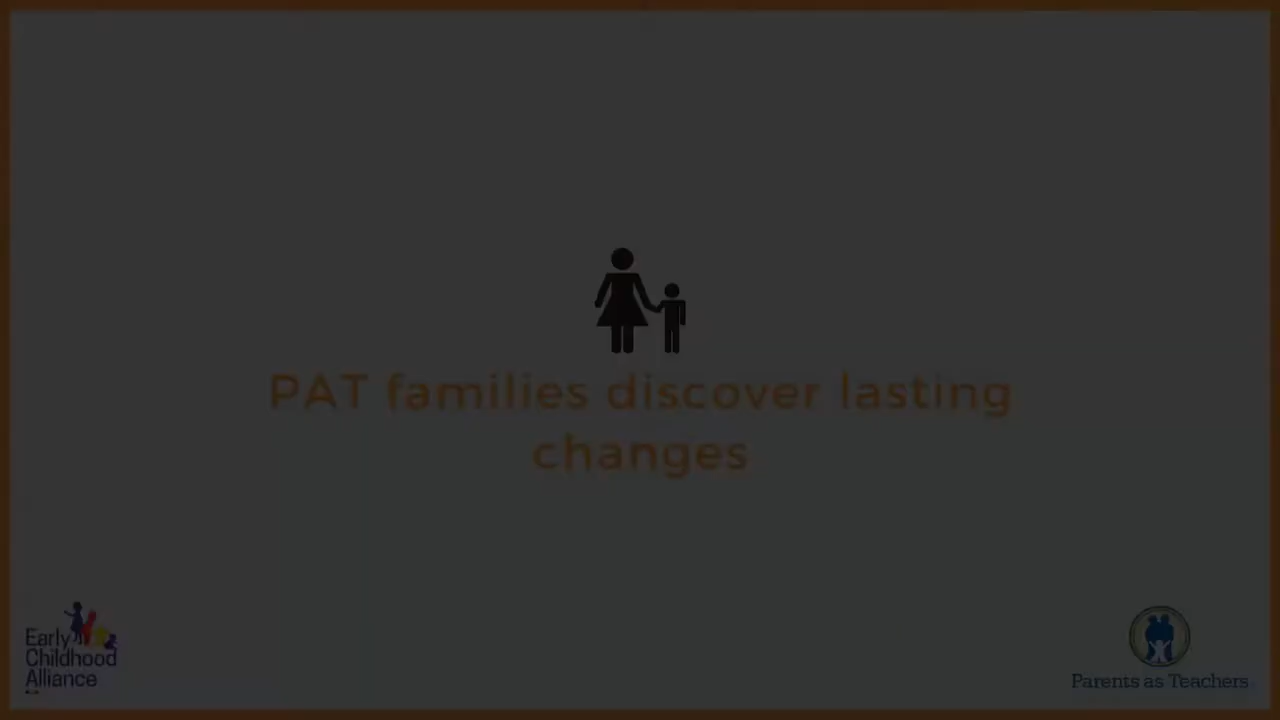 PAT families discover lasting
changes
Early
Childhood
Alliance
Parents as Teachers